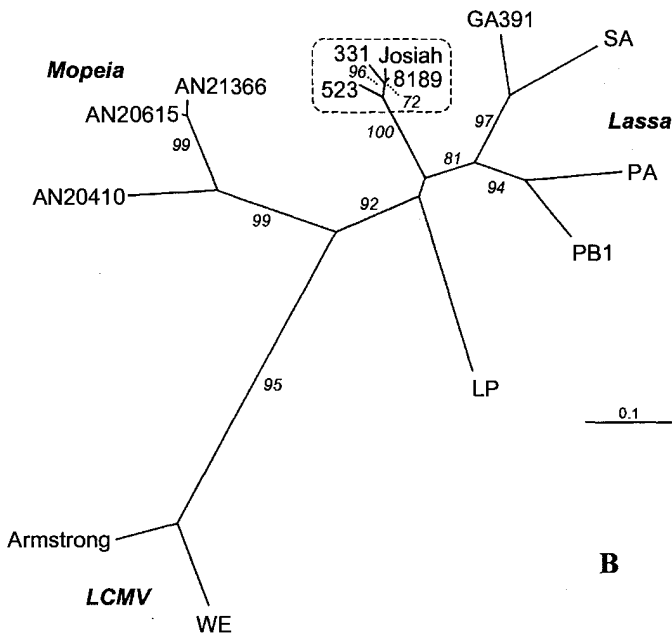 GA391
SA
331 Josiah
96
8189
523
72
Mopeia
AN21366
AN20615
99
100
97
Lassa
81
94
PA
AN20410
99
92
PB1
95
LP
0.1
Armstrong
LCMV
WE
B